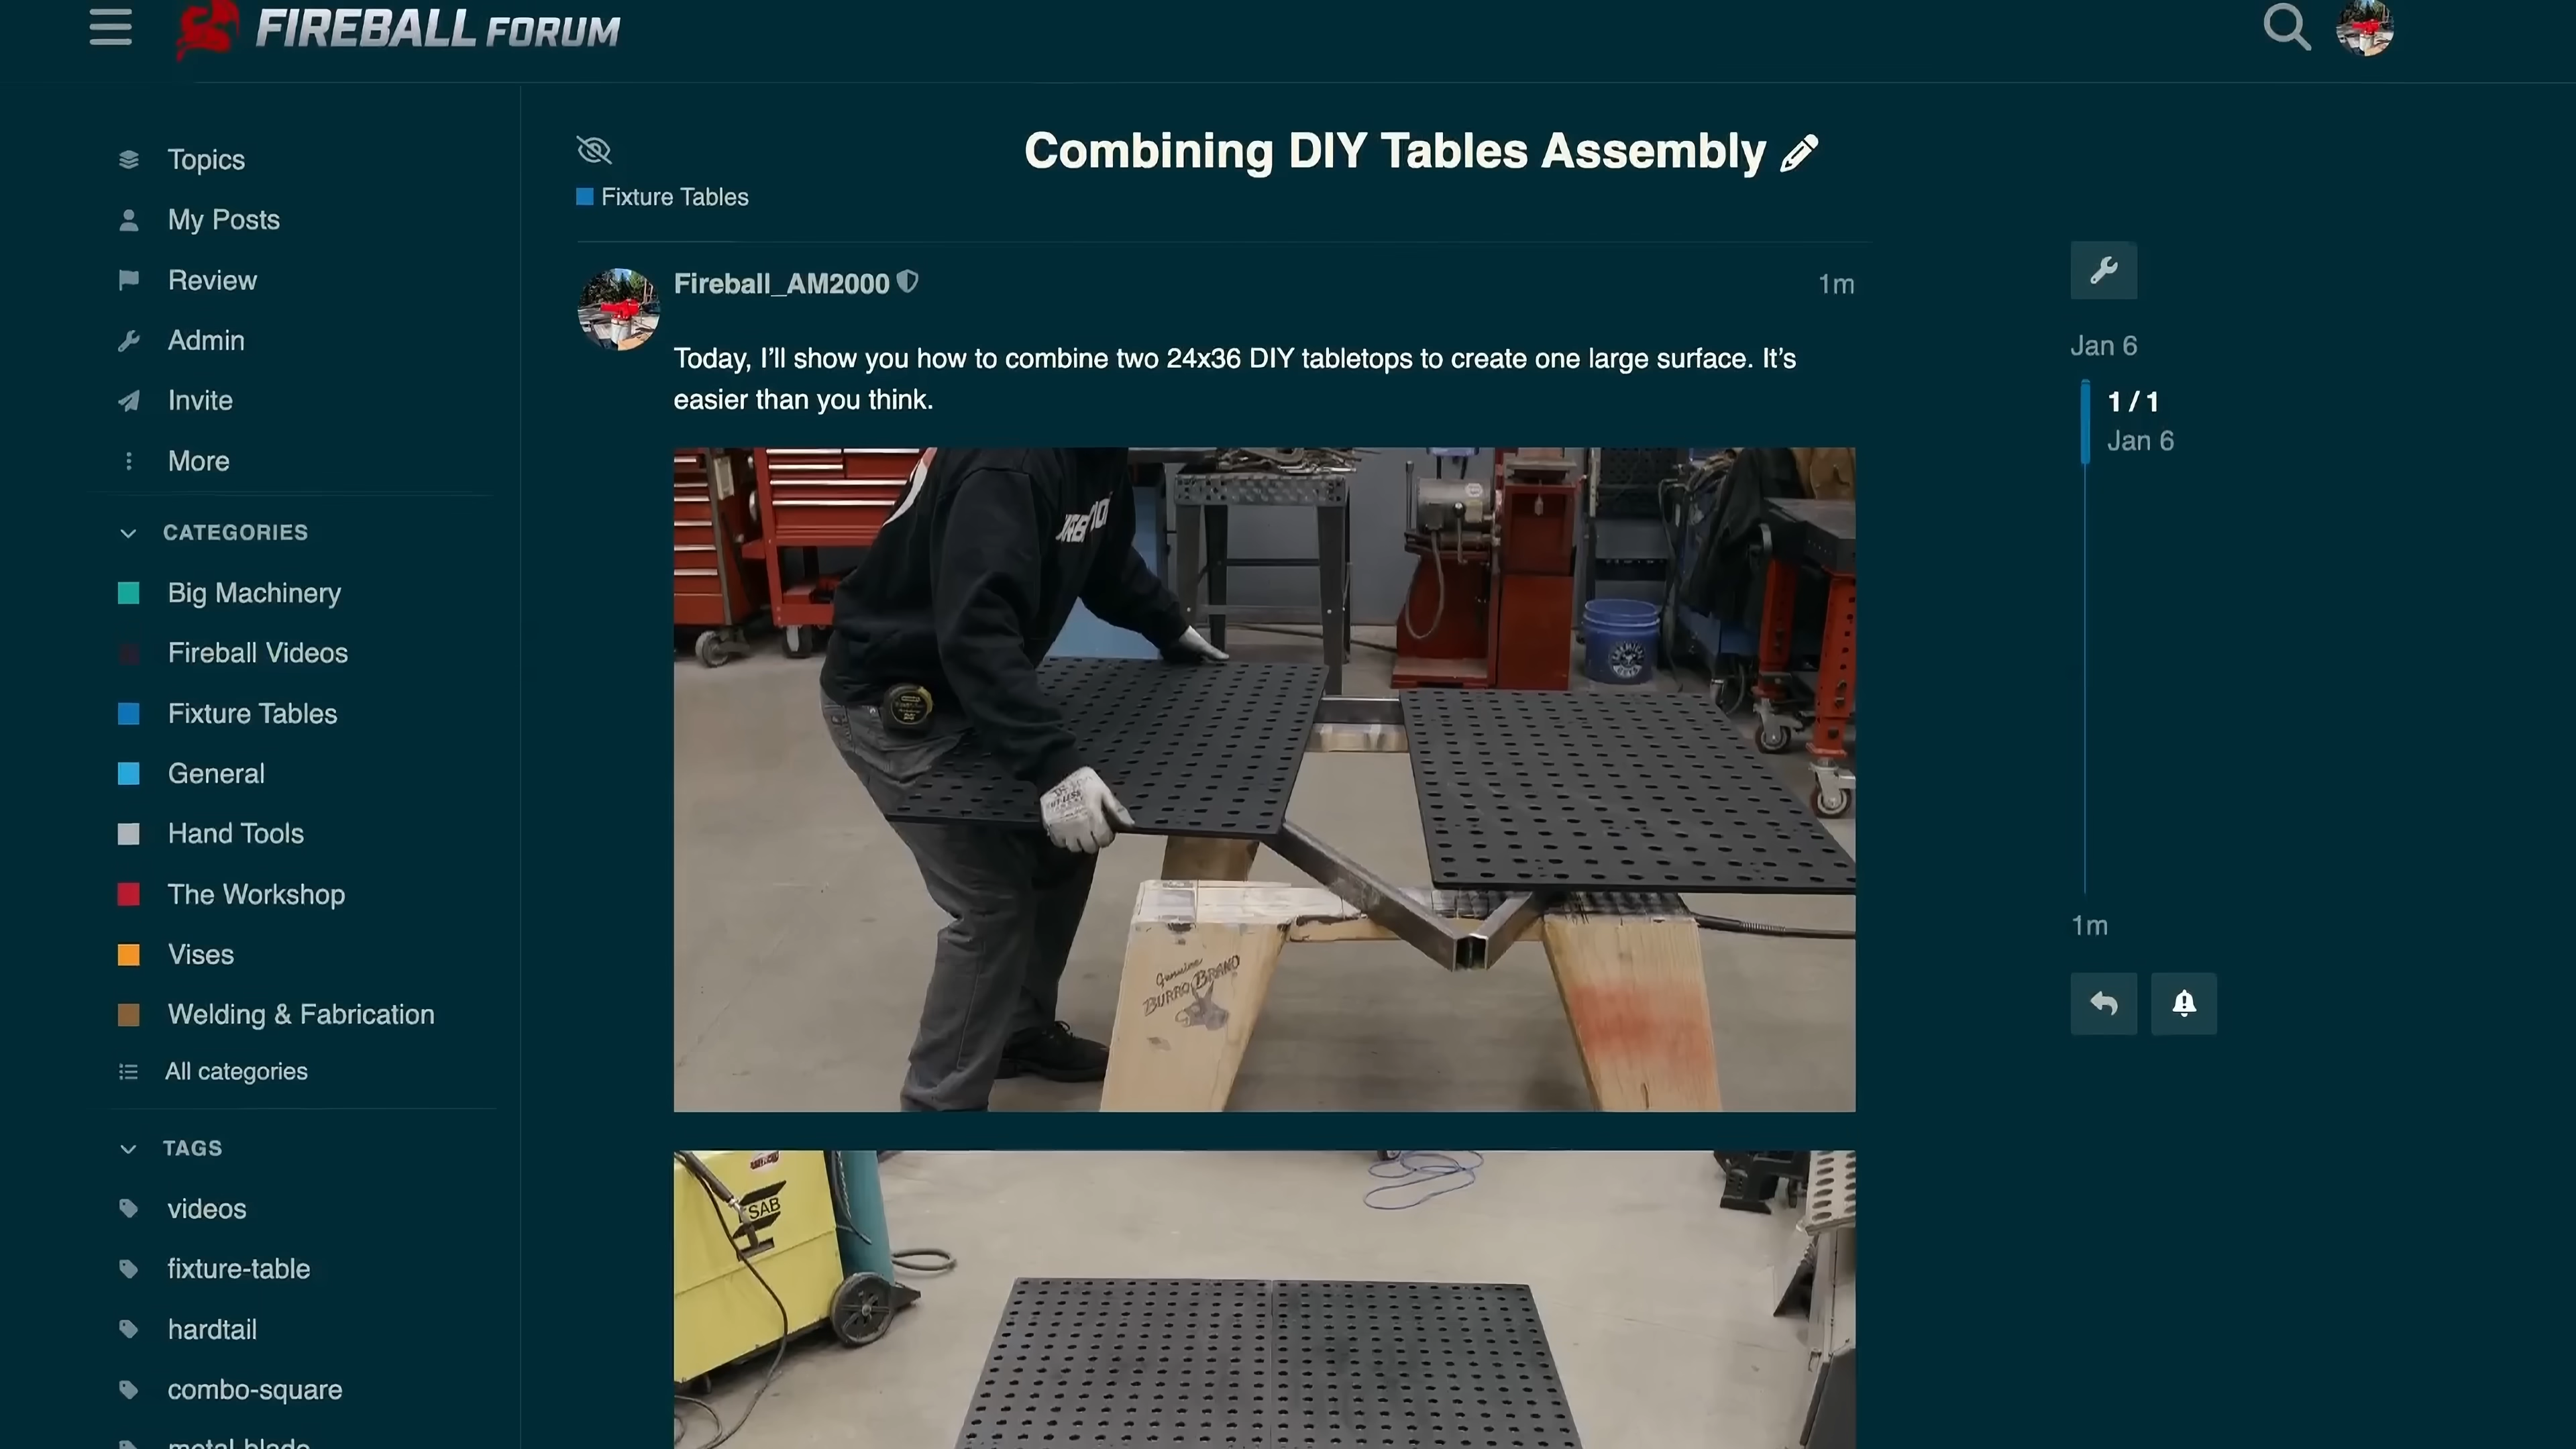 FIREBALL FORUM
Topics
My Posts
Review
Admin
Invite
More
CATEGORIES
Big Machinery
Fireball Videos
Fixture Tables
General
Hand Tools
The Workshop
Vises
Welding & Fabrication
All categories
TAGS
videos
fixture-table
hardtail
combo-square
Combining DIY Tables Assembly
Fixture Tables
Fireball_AM2000
1m
Today, I'll show you how to combine two 24x36 DIY tabletops to create one large surface. It's
easier than you think.
Genuine
BURRO BRAND
SAB
Jan 6
1 / 1
Jan 6
1m